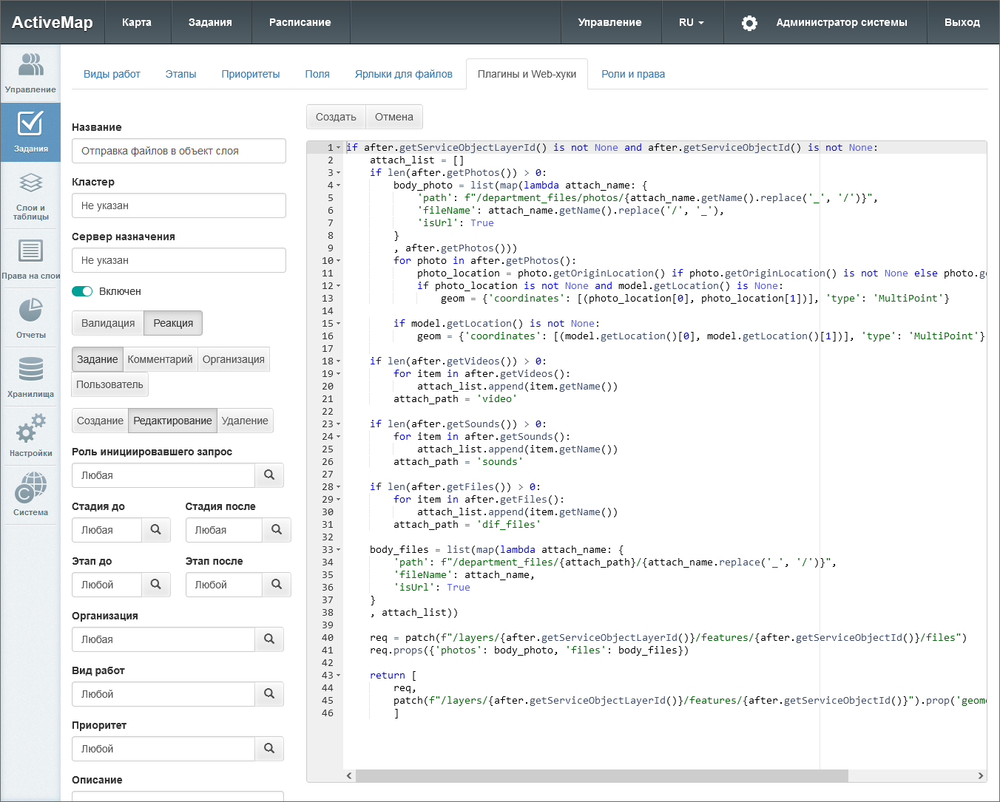 ActiveMap Карта Задания Расписание Управление RU Администратор системы Выход
Управление
Задания
Слои и
таблицы
Права на слои
Отчеты
Хранилища
Настройки
Система
Виды работ Этапы Приоритеты Поля Ярлыки для файлов Плагины и Web-хуки Роли и права
Название
Отправка файлов в объект слоя
Кластер
Не указан
Сервер назначения
Не указан
Включен
Валидация Реакция
Задание Комментарий Организация
Пользователь
Создание Редактирование Удаление
Роль инициировавшего запрос
Любая
Стадия до Стадия после
Любая Любая
Этап до Этап после
Любой Любой
Организация
Любая
Вид работ
Любой
Приоритет
Любой
Описание
Создать Отмена
1 if after.getServiceObjectLayerId() is not None and after.getServiceObjectId() is not None:
2     attach_list = []
3     if len(after.getPhotos()) > 0:
4         body_photo = list(map(lambda attach_name: {
5             'path': f"/department_files/photos/{attach_name.getName().replace('_', '/')}",
6             'fileName': attach_name.getName().replace('/', '_'),
7             'isUrl': True
8         }
9         , after.getPhotos()))
10         for photo in after.getPhotos():
11             photo_location = photo.getOriginLocation() if photo.getOriginLocation() is not None else photo.ge
12             if photo_location is not None and model.getLocation() is None:
13                 geom = {'coordinates': [(photo_location[0], photo_location[1])], 'type': 'MultiPoint'}
14
15         if model.getLocation() is not None:
16             geom = {'coordinates': [(model.getLocation()[0], model.getLocation()[1])], 'type': 'MultiPoint'}
17
18     if len(after.getVideos()) > 0:
19         for item in after.getVideos():
20             attach_list.append(item.getName())
21         attach_path = 'video'
22
23     if len(after.getSounds()) > 0:
24         for item in after.getSounds():
25             attach_list.append(item.getName())
26         attach_path = 'sounds'
27
28     if len(after.getFiles()) > 0:
29         for item in after.getFiles():
30             attach_list.append(item.getName())
31         attach_path = 'dif_files'
32
33     body_files = list(map(lambda attach_name: {
34         'path': f"/department_files/{attach_path}/{attach_name.replace('_', '/')}",
35         'fileName': attach_name,
36         'isUrl': True
37     }
38     , attach_list))
39
40     req = patch(f"/layers/{after.getServiceObjectLayerId()}/features/{after.getServiceObjectId()}/files")
41     req.props({'photos': body_photo, 'files': body_files})
42
43     return [
44         req,
45         patch(f"/layers/{after.getServiceObjectLayerId()}/features/{after.getServiceObjectId()}").prop('geome
46         ]